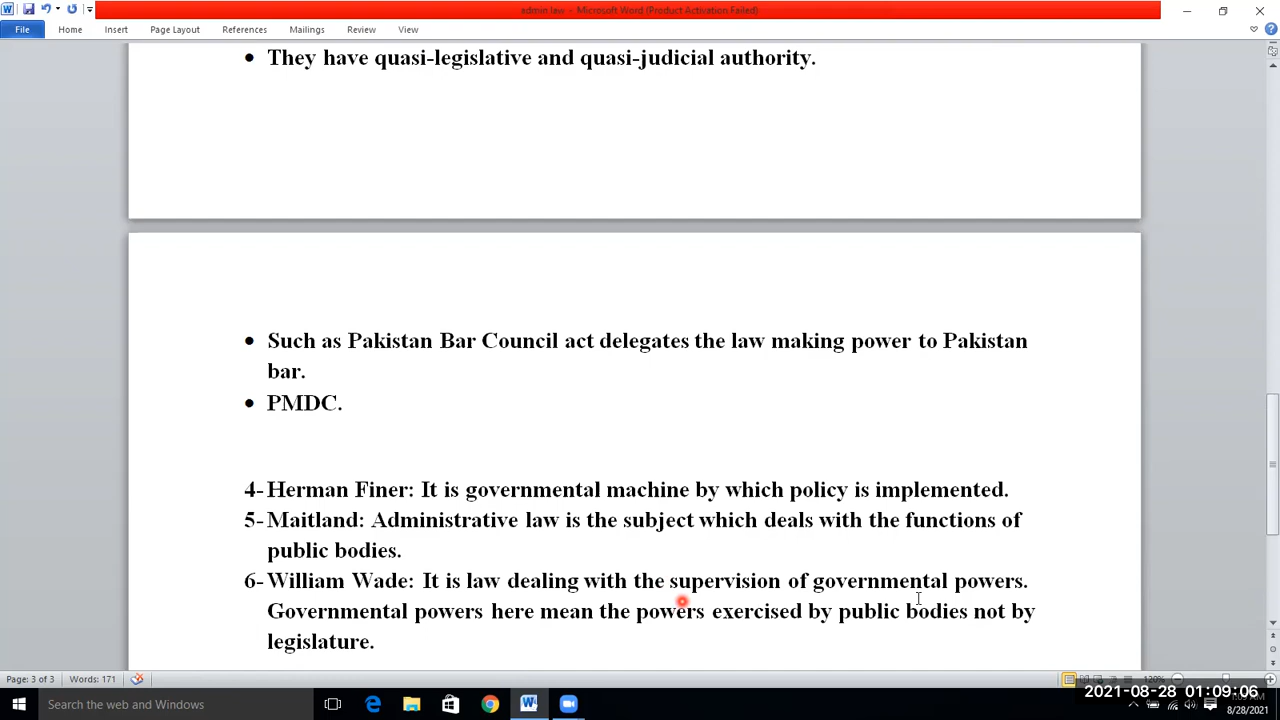 admin law - Microsoft Word (Product Activation Failed)
File Home Insert Page Layout References Mailings Review View
• They have quasi-legislative and quasi-judicial authority.
• Such as Pakistan Bar Council act delegates the law making power to Pakistan
bar.
• PMDC.
4- Herman Finer: It is governmental machine by which policy is implemented.
5- Maitland: Administrative law is the subject which deals with the functions of
public bodies.
6- William Wade: It is law dealing with the supervision of governmental powers.
Governmental powers here mean the powers exercised by public bodies not by
legislature.
Page: 3 of 3 Words: 171 120%
2021-08-28 01:09:06
Search the web and Windows
8/28/2021